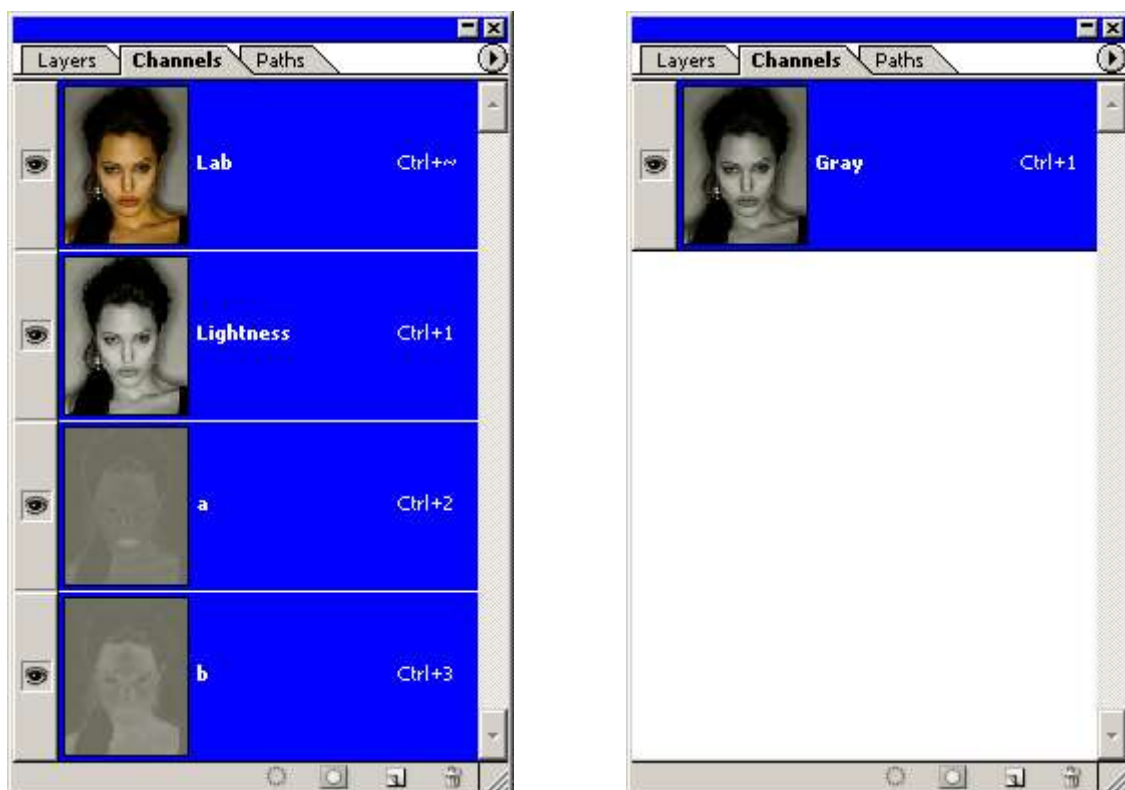 Layers Channels Paths
Lab Ctrl+~
Lightness Ctrl+1
a Ctrl+2
b Ctrl+3
Layers Channels Paths
Gray Ctrl+1